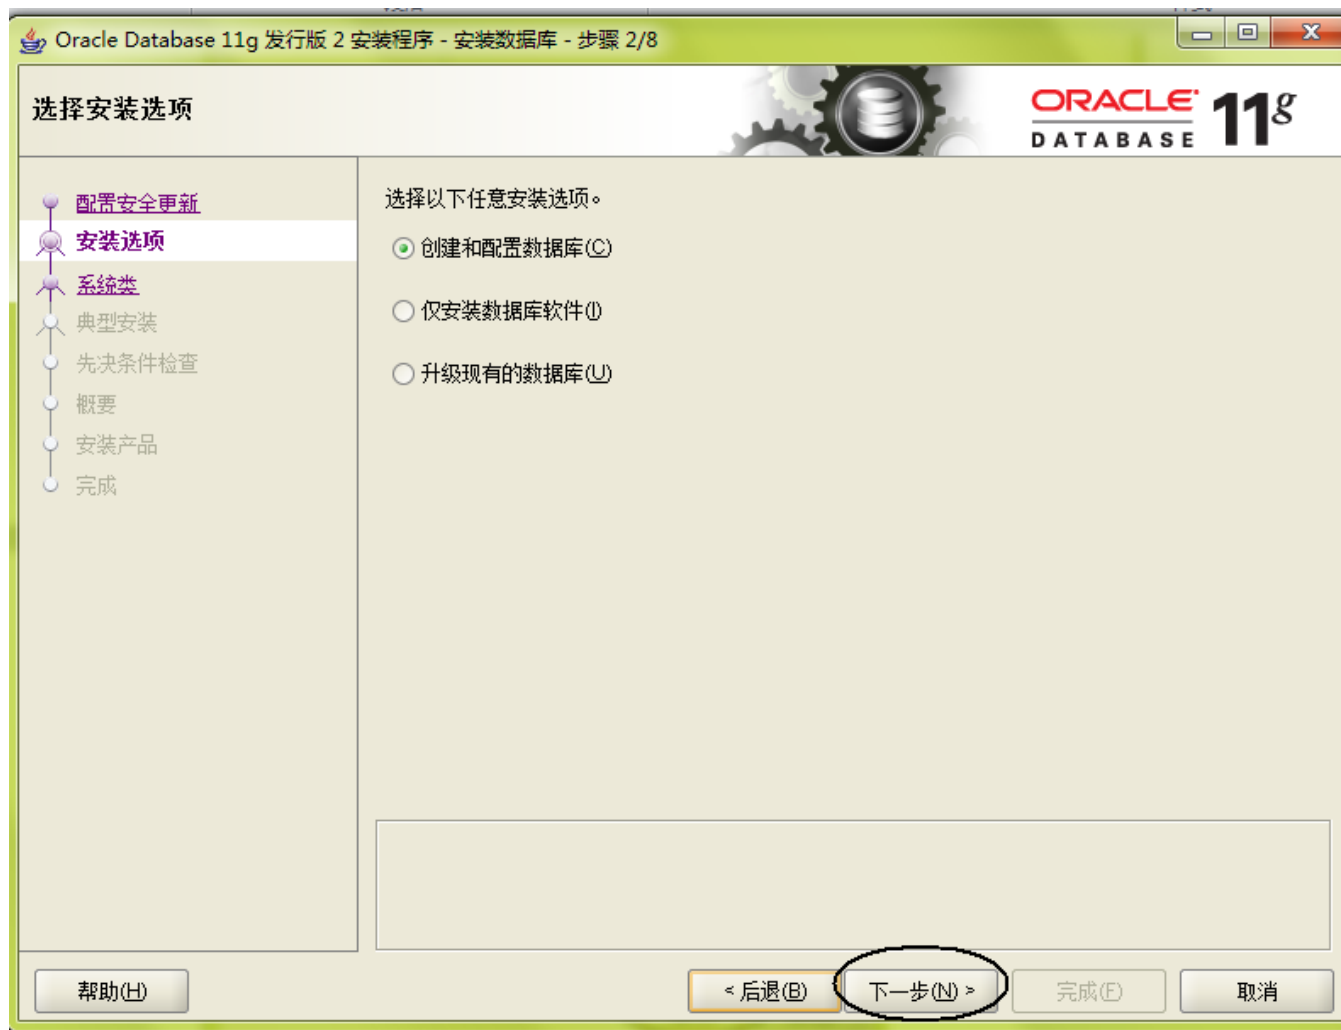 Oracle Database 11g 发行版 2 安装程序 - 安装数据库 - 步骤 2/8
选择安装选项
ORACLE 11g
DATABASE
配置安全更新
安装选项
系统类
典型安装
先决条件检查
概要
安装产品
完成
选择以下任意安装选项。
创建和配置数据库(C)
仅安装数据库软件(I)
升级现有的数据库(U)
帮助(H)
< 后退(B)
下一步(N) >
完成(F)
取消